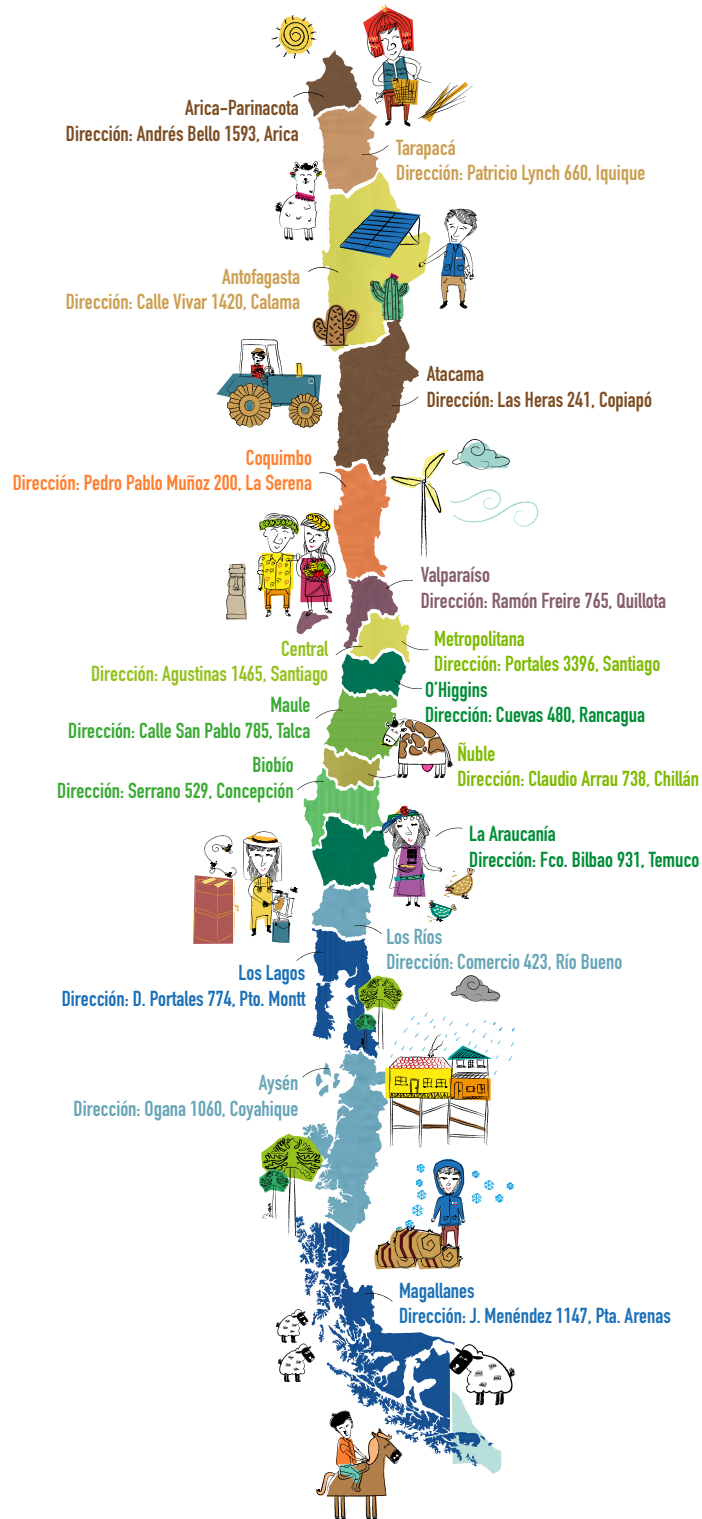 Arica-Parinacota
Dirección: Andrés Bello 1593, Arica
Tarapacá
Dirección: Patricio Lynch 660, Iquique
Antofagasta
Dirección: Calle Vivar 1420, Calama
Atacama
Dirección: Las Heras 241, Copiapó
Coquimbo
Dirección: Pedro Pablo Muñoz 200, La Serena
Valparaíso
Dirección: Ramón Freire 765, Quillota
Metropolitana
Dirección: Portales 3396, Santiago
Central
Dirección: Agustinas 1465, Santiago
O'Higgins
Dirección: Cuevas 480, Rancagua
Maule
Dirección: Calle San Pablo 785, Talca
Ñuble
Dirección: Claudio Arrau 738, Chillán
Biobío
Dirección: Serrano 529, Concepción
La Araucanía
Dirección: Fco. Bilbao 931, Temuco
Los Ríos
Dirección: Comercio 423, Río Bueno
Los Lagos
Dirección: D. Portales 774, Pto. Montt
Aysén
Dirección: Ogana 1060, Coyahique
Magallanes
Dirección: J. Menéndez 1147, Pta. Arenas